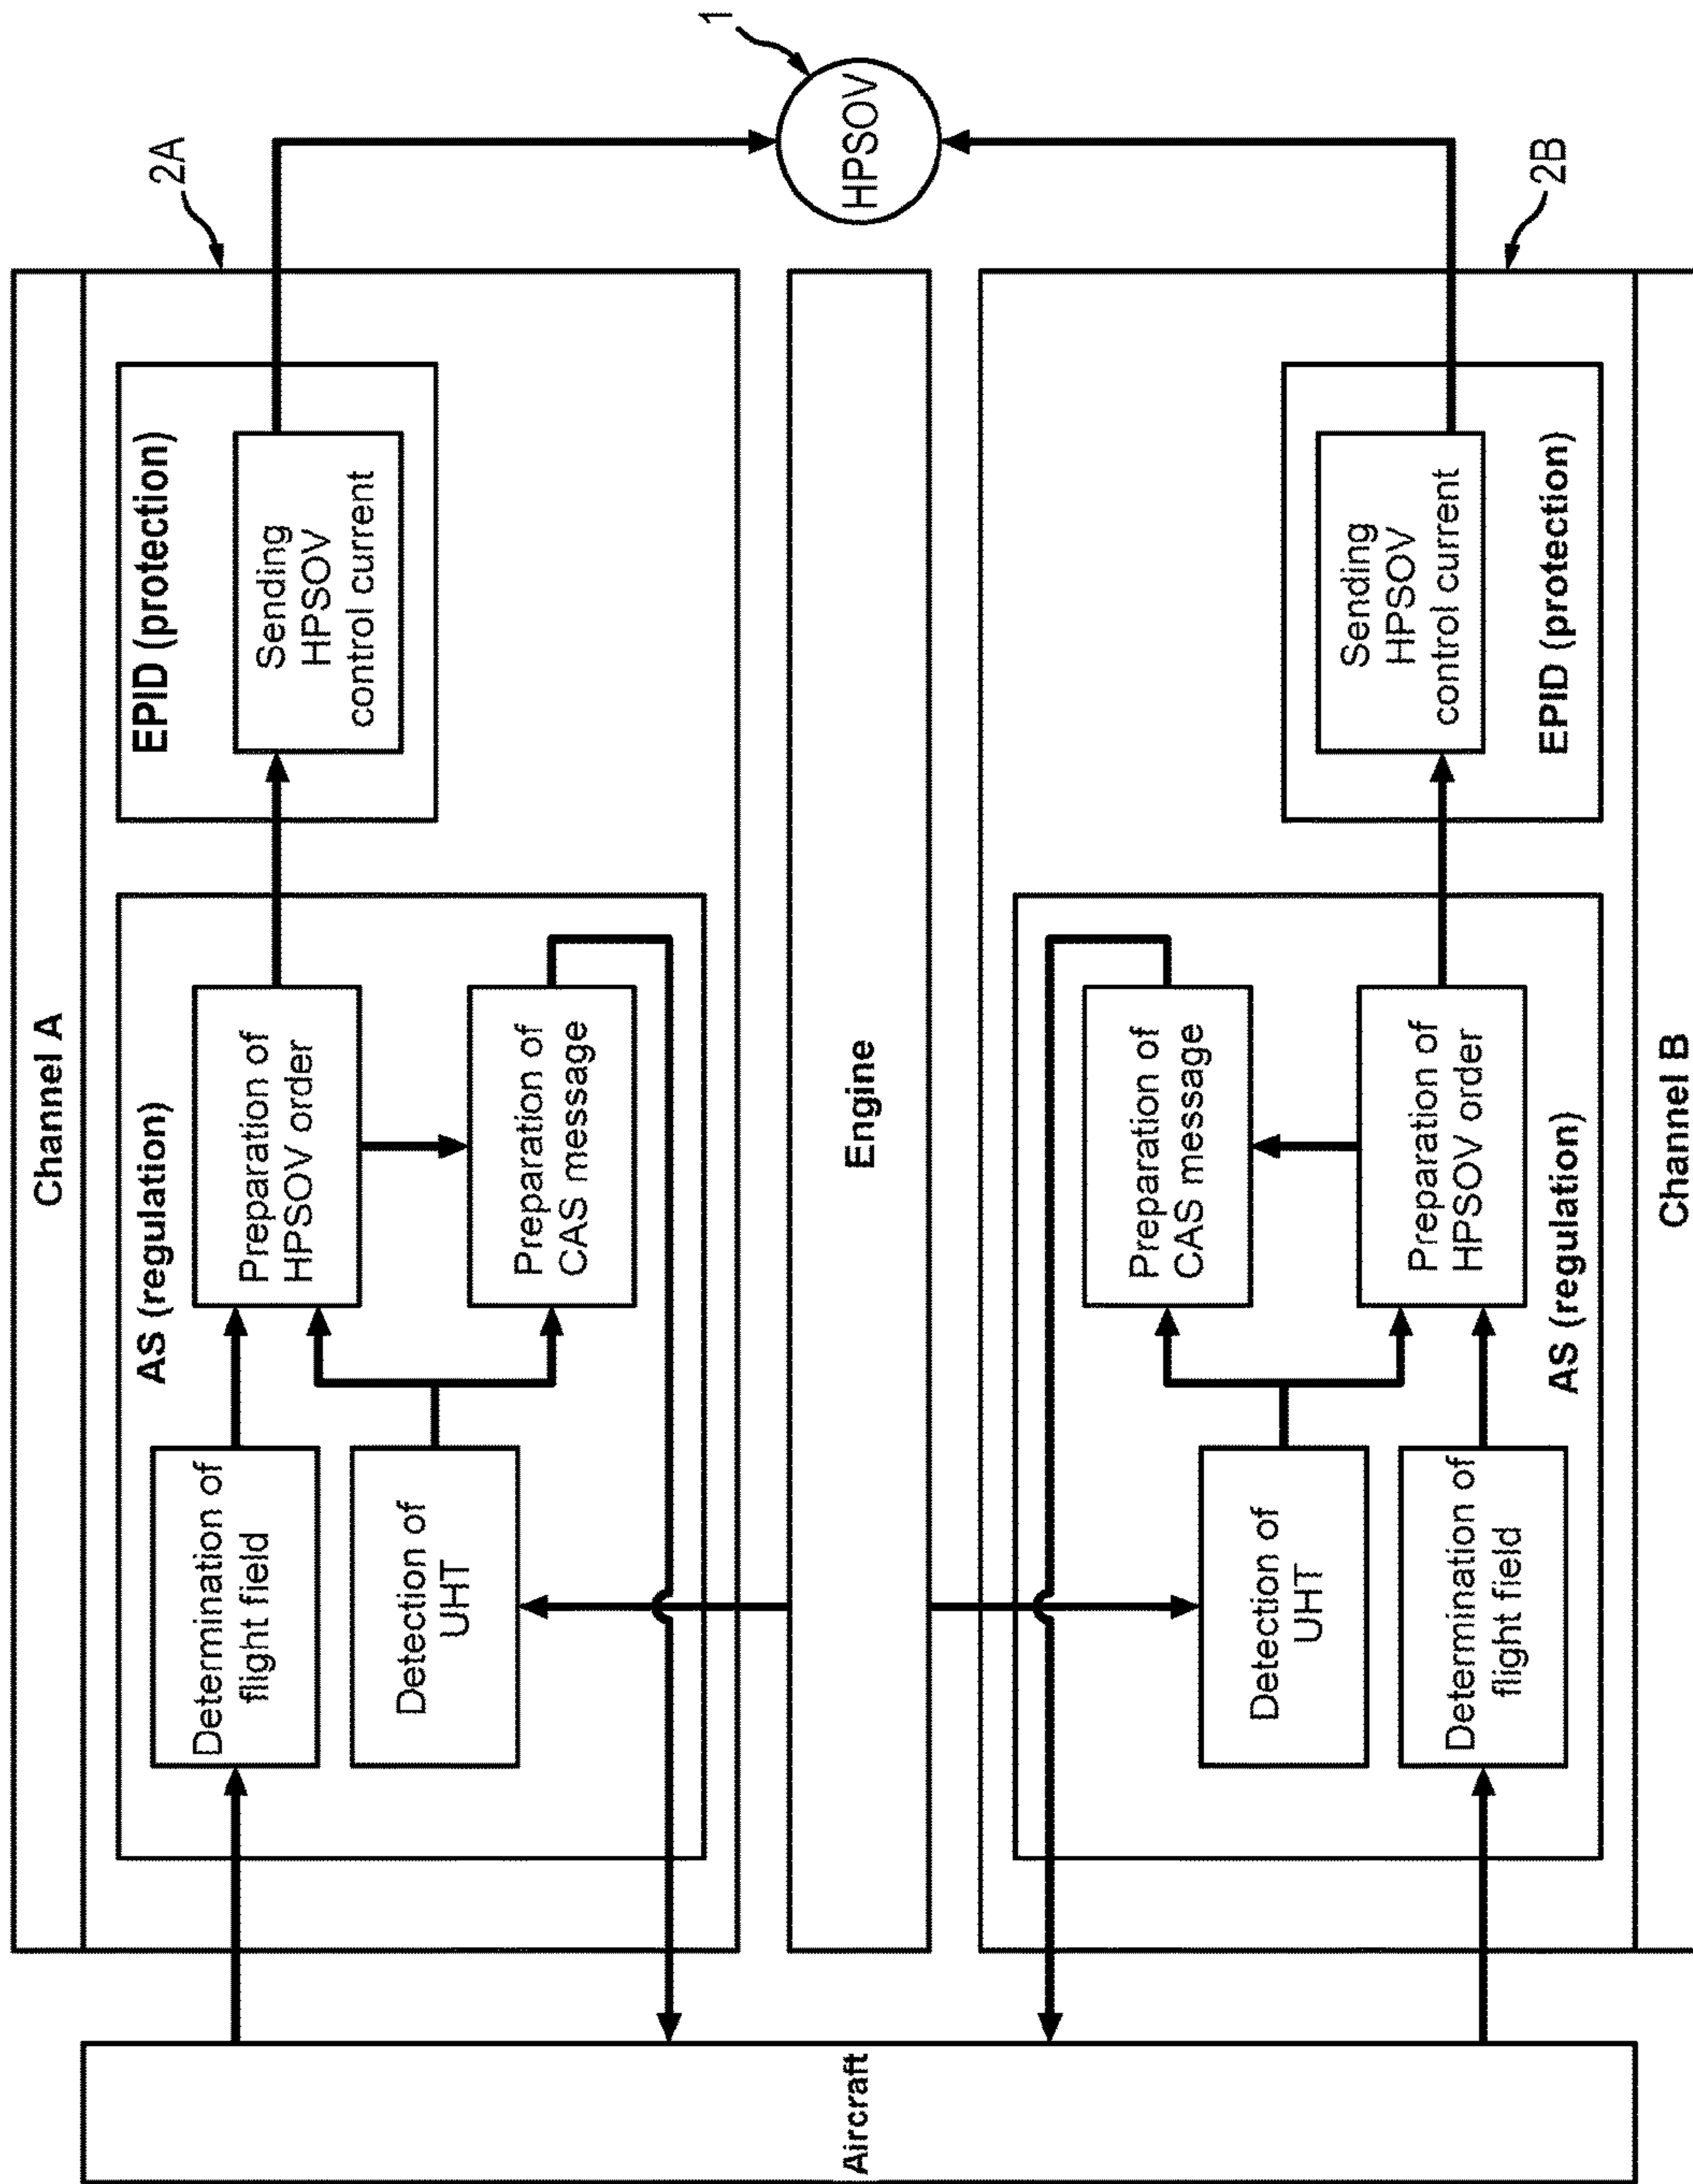 Channel A
2A
AS (regulation)
EPID (protection)
Determination of
flight field
Preparation of
HPSOV order
Sending
HPSOV
control current
Detection of
UHT
Preparation of
CAS message
1
Aircraft
Engine
HPSOV
Detection of
UHT
Preparation of
CAS message
Determination of
flight field
Preparation of
HPSOV order
Sending
HPSOV
control current
AS (regulation)
EPID (protection)
2B
Channel B